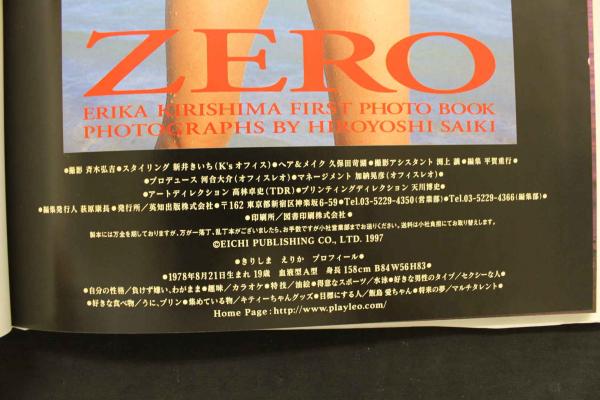 ZERO
ERIKA KIRISHIMA FIRST PHOTO BOOK
PHOTOGRAPHS BY HIROYOSHI SAIKI
●撮影 斉木弘吉●スタイリング 新井きいち(K'sオフィス)●ヘア&メイク 久保田苛蘭●撮影アシスタント 渕上 譲●編集 平賀重行●
●プロデュース 河合大介(オフィスレオ)●マネージメント 加納晃彦(オフィスレオ)●
●アートディレクション 高林卓史(TDR)●プリンティングディレクション 天川博史●
●編集発行人 荻原康長●発行所/英知出版株式会社●〒162 東京都新宿区神楽坂6-59●Tel.03-5229-4350(営業部)●Tel.03-5229-4366(編集部)●
●印刷所/図書印刷株式会社●
製本には万全を期しておりますが、万が一落丁、乱丁本がございましたら、お手数ですが小社営業部までお送りください。送料は小社負担にてお取り替えします。
©EICHI PUBLISHING CO., LTD. 1997
●きりしま えりか プロフィール●
●1978年8月21日生まれ 19歳 血液型A型 身長 158cm B84W56H83●
●自分の性格/負けず嫌い、わがまま●趣味/カラオケ●特技/油絵●得意なスポーツ/水泳●好きな男性のタイプ/セクシーな人●
●好きな食べ物/うに、プリン●集めている物/キティーちゃんグッズ●目標にする人/飯島 愛ちゃん●将来の夢/マルチタレント●
Home Page:http://www.playleo.com/